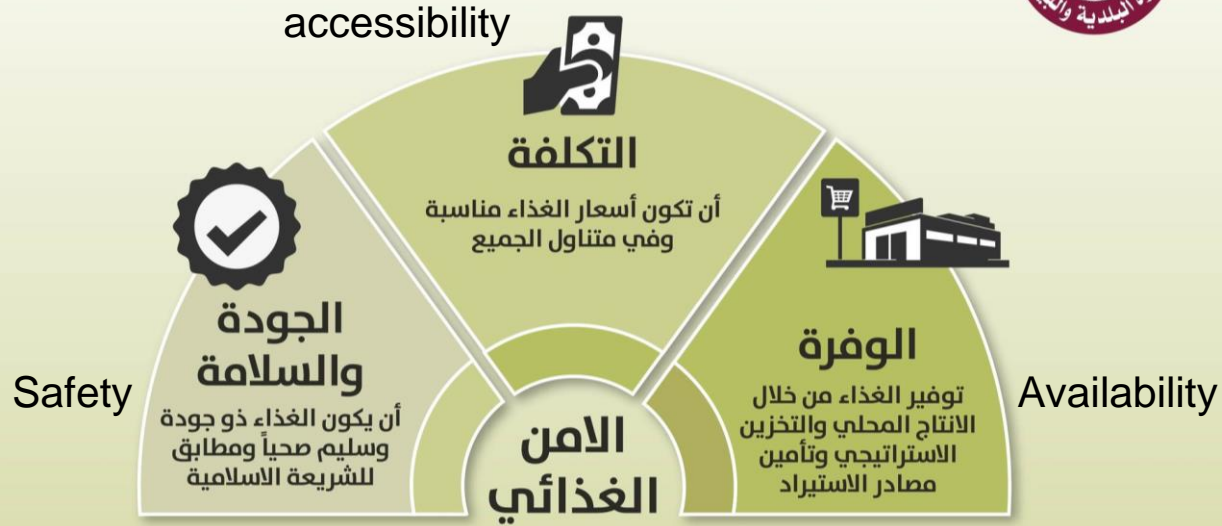 accessibility
البلدية
التكلفة
أن تكون أسعار الغذاء مناسبة
وفي متناول الجميع
الوفرة
توفير الغذاء من خلال
الانتاج المحلي والتخزين
الاستراتيجي وتأمين
مصادر الاستيراد
Availability
الجودة
والسلامة
أن يكون الغذاء ذو جودة
وسليم صحياً ومطابق
للشريعة الاسلامية
Safety
الامن
الغذائي